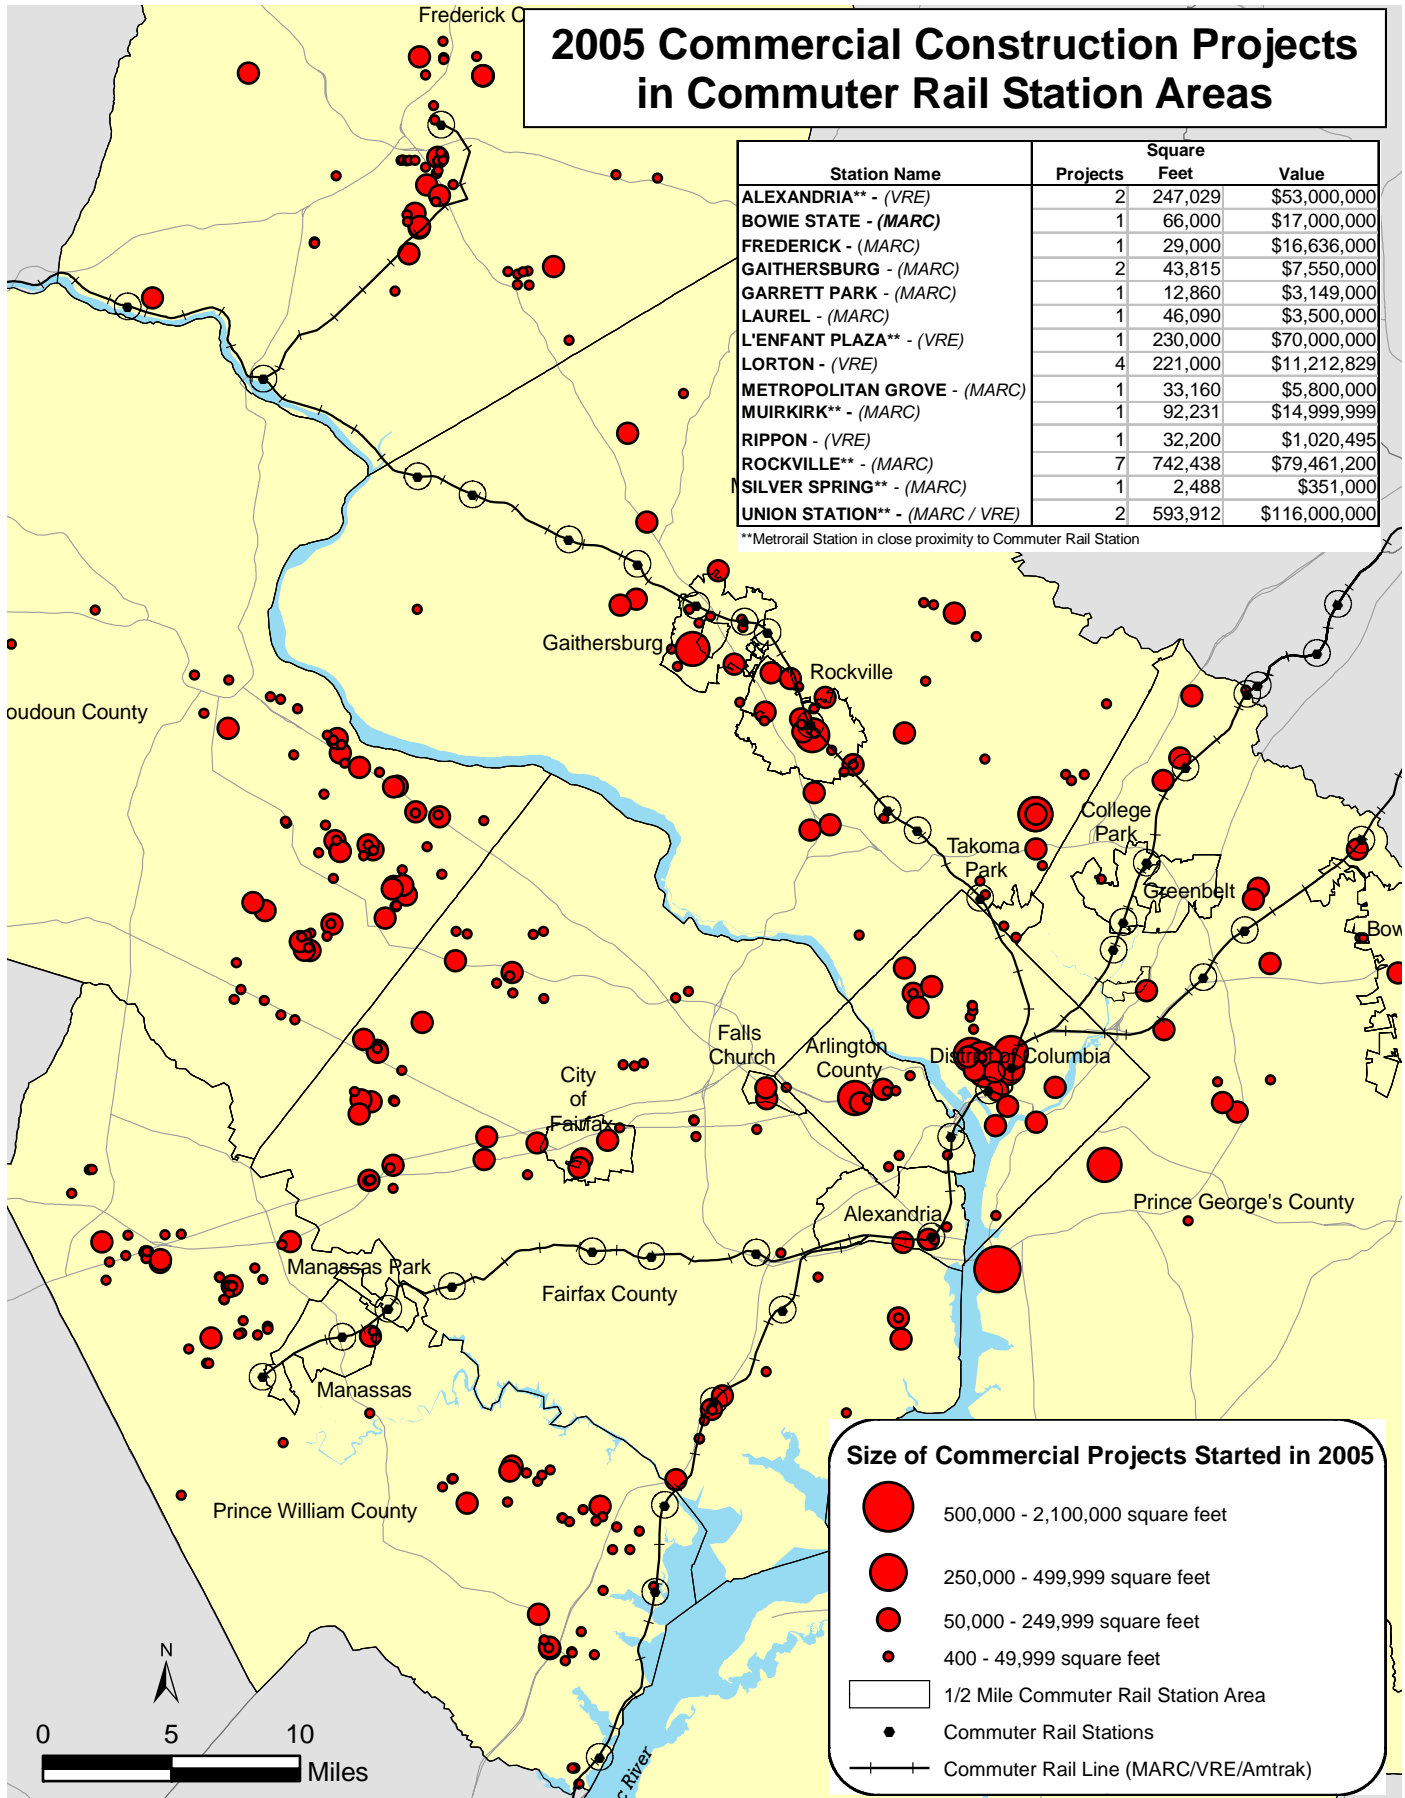 Frederick C
2005 Commercial Construction Projects
in Commuter Rail Station Areas
Station Name Projects Square Feet Value
ALEXANDRIA** - (VRE) 2 247,029 $53,000,000
BOWIE STATE - (MARC) 1 66,000 $17,000,000
FREDERICK - (MARC) 1 29,000 $16,636,000
GAITHERSBURG - (MARC) 2 43,815 $7,550,000
GARRETT PARK - (MARC) 1 12,860 $3,149,000
LAUREL - (MARC) 1 46,090 $3,500,000
L'ENFANT PLAZA** - (VRE) 1 230,000 $70,000,000
LORTON - (VRE) 4 221,000 $11,212,829
METROPOLITAN GROVE - (MARC) 1 33,160 $5,800,000
MUIRKIRK** - (MARC) 1 92,231 $14,999,999
RIPPON - (VRE) 1 32,200 $1,020,495
ROCKVILLE** - (MARC) 7 742,438 $79,461,200
SILVER SPRING** - (MARC) 1 2,488 $351,000
UNION STATION** - (MARC / VRE) 2 593,912 $116,000,000
**Metrorail Station in close proximity to Commuter Rail Station
Gaithersburg
Rockville
oudoun County
College
Park
Takoma
Park
Greenbelt
Bow
Falls
Church
Arlington
County
District of Columbia
City
of
Fairfax
Prince George's County
Alexandria
Manassas Park
Fairfax County
Manassas
Prince William County
Size of Commercial Projects Started in 2005
500,000 - 2,100,000 square feet
250,000 - 499,999 square feet
50,000 - 249,999 square feet
400 - 49,999 square feet
1/2 Mile Commuter Rail Station Area
Commuter Rail Stations
Commuter Rail Line (MARC/VRE/Amtrak)
N
0 5 10
Miles
c River